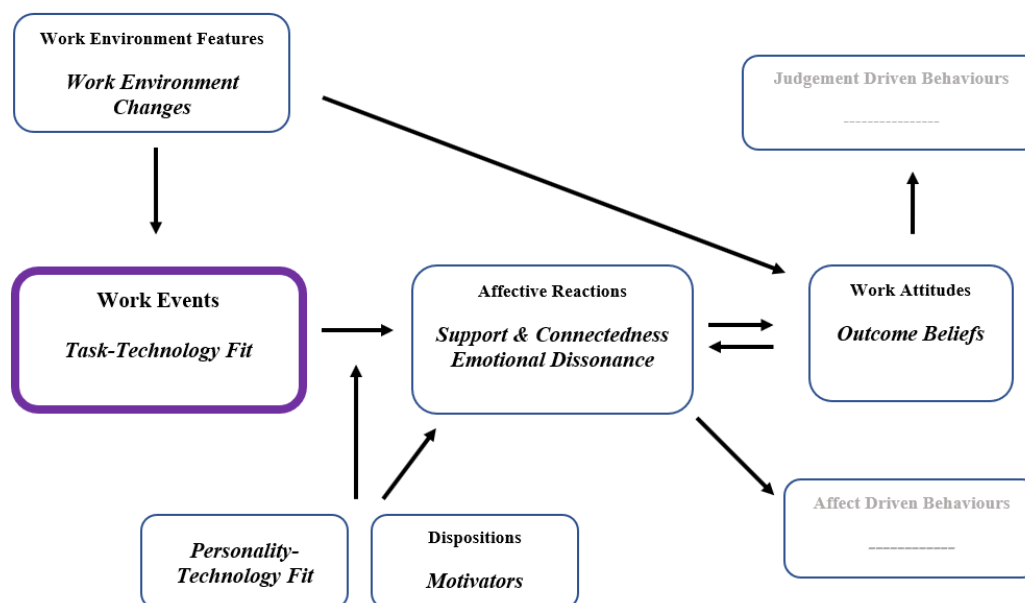 Work Environment Features
Work Environment
Changes
Judgement Driven Behaviours
----------------
Work Events
Task-Technology Fit
Affective Reactions
Support & Connectedness
Emotional Dissonance
Work Attitudes
Outcome Beliefs
Personality-
Technology Fit
Dispositions
Motivators
Affect Driven Behaviours
------------